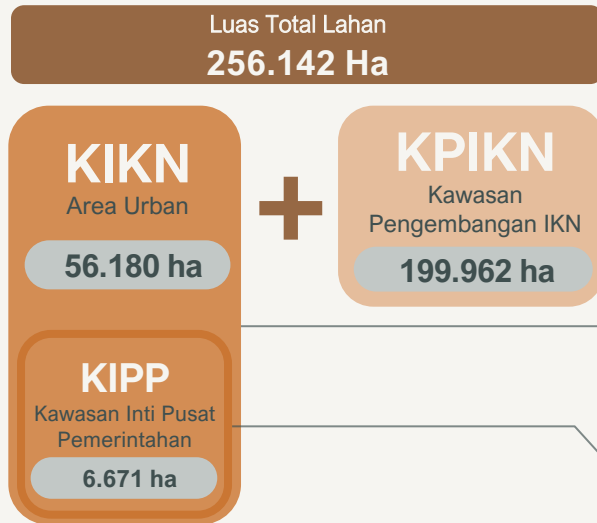 Luas Total Lahan
256.142 Ha
KIKN
Area Urban
56.180 ha
KIPP
Kawasan Inti Pusat
Pemerintahan
6.671 ha
KPIKN
Kawasan
Pengembangan IKN
199.962 ha